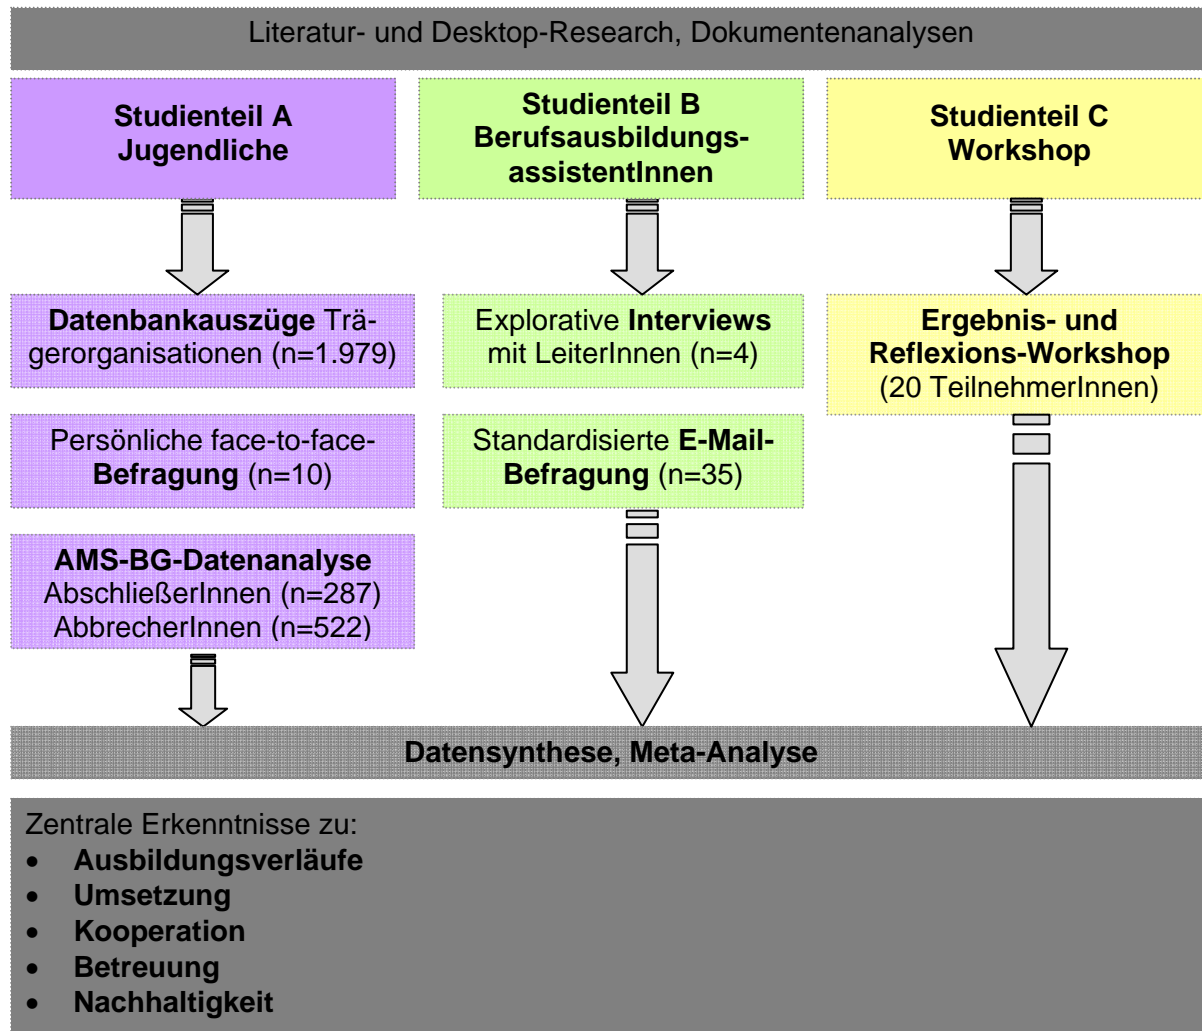 Literatur- und Desktop-Research, Dokumentenanalysen
Studienteil A
Jugendliche
Studienteil B
Berufsausbildungs-
assistentInnen
Studienteil C
Workshop
Datenbankauszüge Trä-
gerorganisationen (n=1.979)
Persönliche face-to-face-
Befragung (n=10)
AMS-BG-Datenanalyse
AbschließerInnen (n=287)
AbbrecherInnen (n=522)
Explorative Interviews
mit LeiterInnen (n=4)
Standardisierte E-Mail-
Befragung (n=35)
Ergebnis- und
Reflexions-Workshop
(20 TeilnehmerInnen)
Datensynthese, Meta-Analyse
Zentrale Erkenntnisse zu:
• Ausbildungsverläufe
• Umsetzung
• Kooperation
• Betreuung
• Nachhaltigkeit